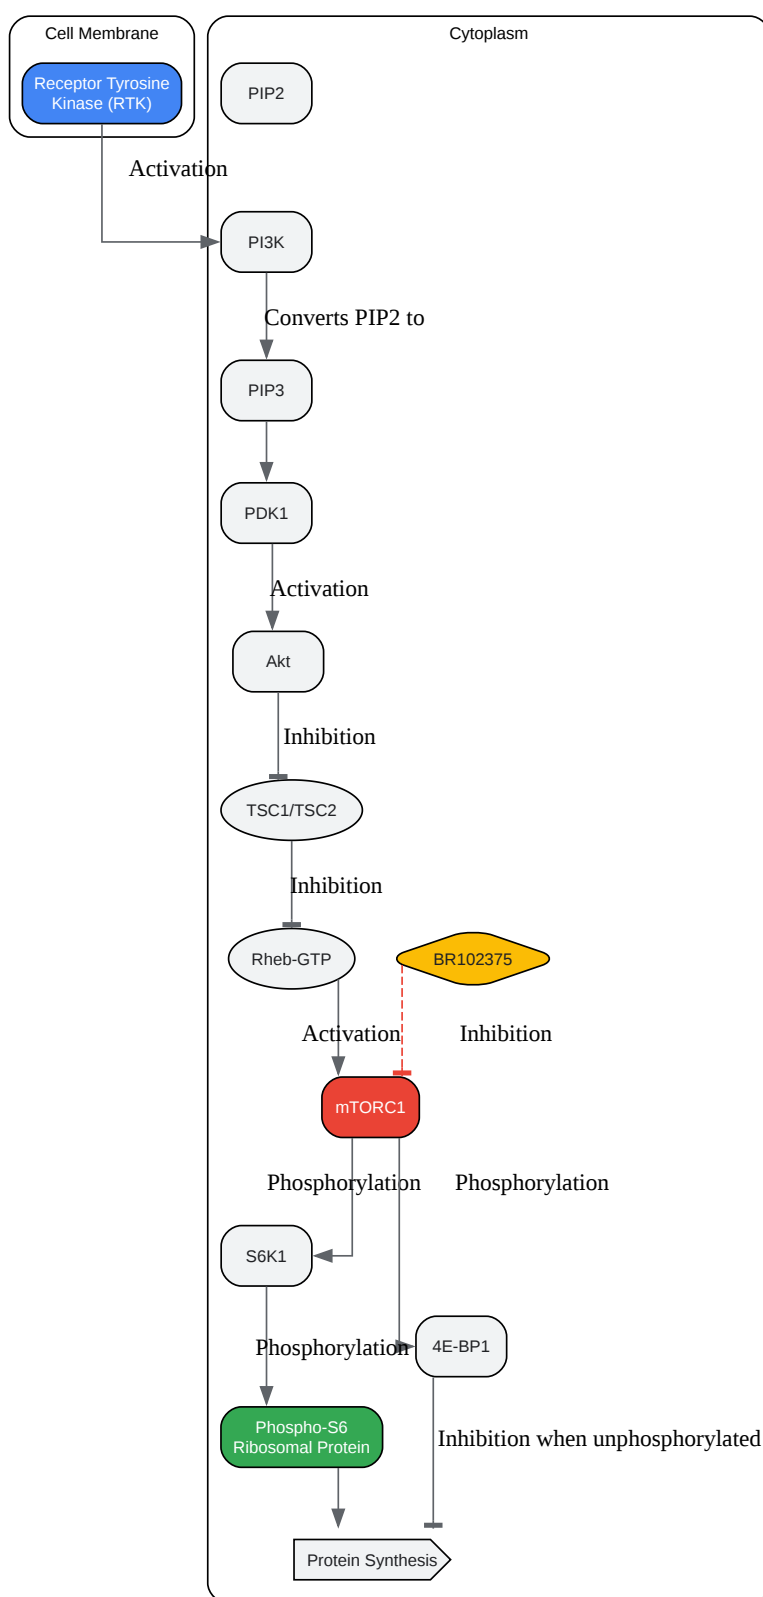 Cell Membrane
Cytoplasm
Receptor Tyrosine
Kinase (RTK)
PIP2
Activation
PI3K
Converts PIP2 to
PIP3
PDK1
Activation
Akt
Inhibition
TSC1/TSC2
Inhibition
Rheb-GTP
BR102375
Activation
Inhibition
mTORC1
Phosphorylation
Phosphorylation
S6K1
Phosphorylation
4E-BP1
Phospho-S6
Ribosomal Protein
Inhibition when unphosphorylated
Protein Synthesis